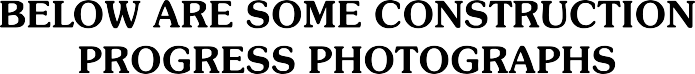 BELOW ARE SOME CONSTRUCTION
PROGRESS PHOTOGRAPHS